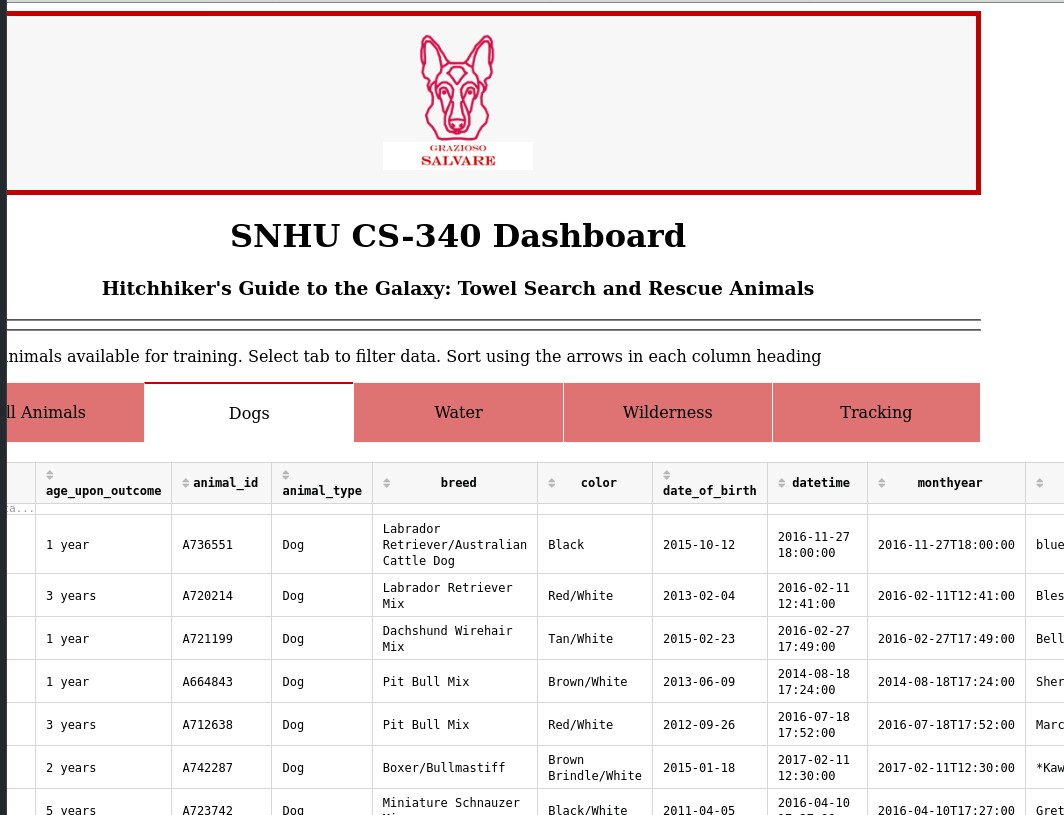 GRAZIOSO
SALVARE
SNHU CS-340 Dashboard
Hitchhiker's Guide to the Galaxy: Towel Search and Rescue Animals
nimals available for training. Select tab to filter data. Sort using the arrows in each column heading
ll Animals Dogs Water Wilderness Tracking
age_upon_outcome animal_id animal_type breed color date_of_birth datetime monthyear
ta...
1 year A736551 Dog Labrador Retriever/Australian Cattle Dog Black 2015-10-12 2016-11-27 18:00:00 2016-11-27T18:00:00 blue
3 years A720214 Dog Labrador Retriever Mix Red/White 2013-02-04 2016-02-11 12:41:00 2016-02-11T12:41:00 Bles
1 year A721199 Dog Dachshund Wirehair Mix Tan/White 2015-02-23 2016-02-27 17:49:00 2016-02-27T17:49:00 Bell
1 year A664843 Dog Pit Bull Mix Brown/White 2013-06-09 2014-08-18 17:24:00 2014-08-18T17:24:00 Sher
3 years A712638 Dog Pit Bull Mix Red/White 2012-09-26 2016-07-18 17:52:00 2016-07-18T17:52:00 Marc
2 years A742287 Dog Boxer/Bullmastiff Brown Brindle/White 2015-01-18 2017-02-11 12:30:00 2017-02-11T12:30:00 *Kaw
5 years A723742 Dog Miniature Schnauzer Black/White 2011-04-05 2016-04-10 2016-04-10T17:27:00 Gret